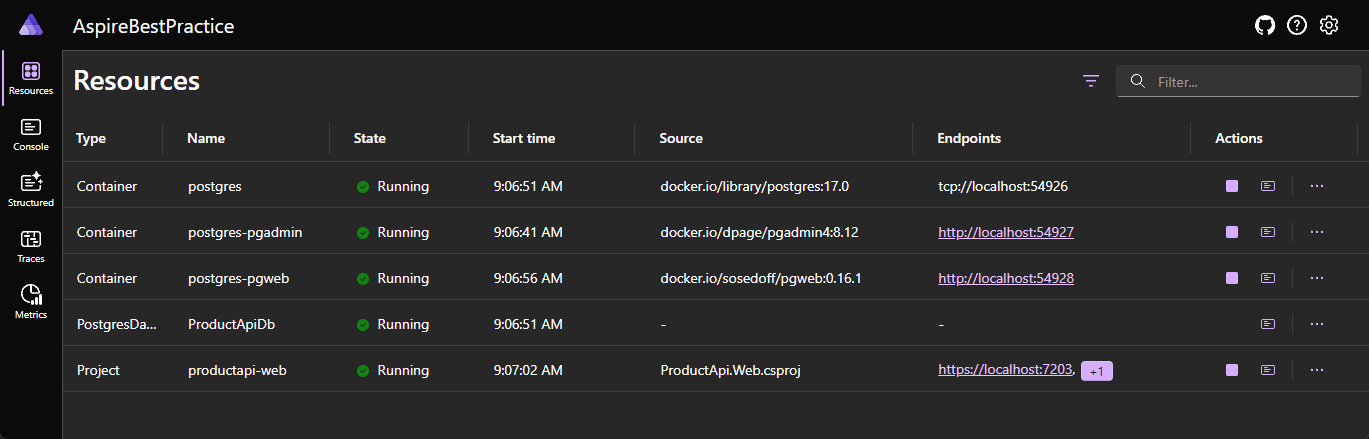 AspireBestPractice
Resources
Console
Structured
Traces
Metrics
Resources
Filter...
Type Name State Start time Source Endpoints Actions
Container postgres Running 9:06:51 AM docker.io/library/postgres:17.0 tcp://localhost:54926
Container postgres-pgadmin Running 9:06:41 AM docker.io/dpage/pgadmin4:8.12 http://localhost:54927
Container postgres-pgweb Running 9:06:56 AM docker.io/sosedoff/pgweb:0.16.1 http://localhost:54928
PostgresDa... ProductApiDb Running 9:06:51 AM - -
Project productapi-web Running 9:07:02 AM ProductApi.Web.csproj https://localhost:7203, +1